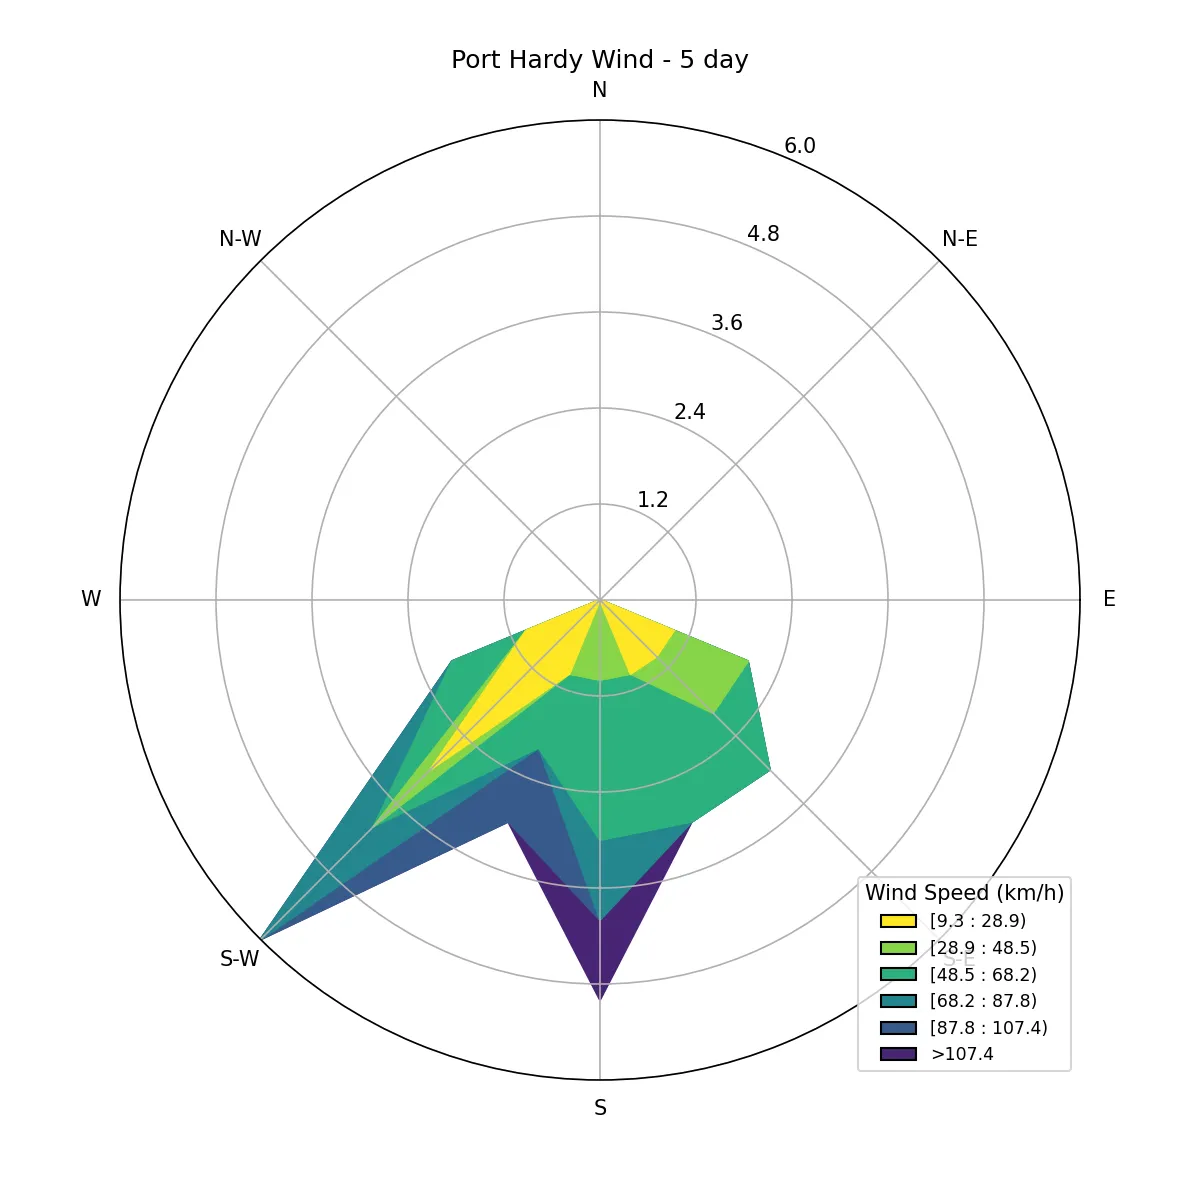 Port Hardy Wind - 5 day
N
6.0
N-W
N-E
4.8
3.6
2.4
1.2
W
E
Wind Speed (km/h)
[9.3 : 28.9)
[28.9 : 48.5)
S-W
S-E
[48.5 : 68.2)
[68.2 : 87.8)
[87.8 : 107.4)
>107.4
S